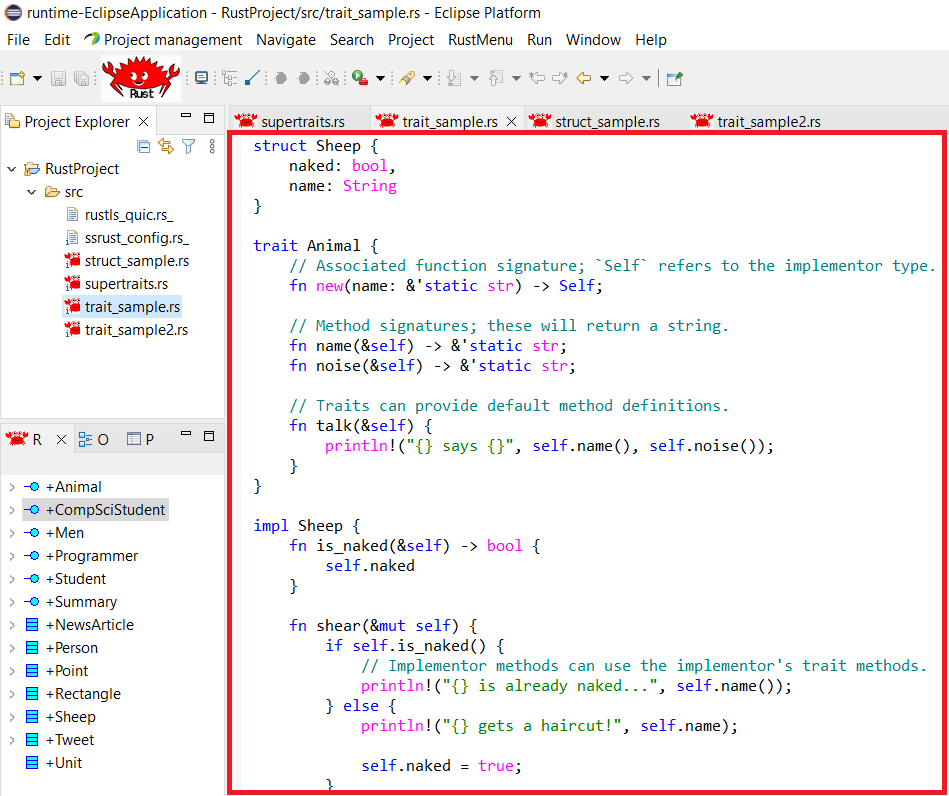 runtime-EclipseApplication - RustProject/src/trait_sample.rs - Eclipse Platform
File Edit Project management Navigate Search Project RustMenu Run Window Help
Rust
Project Explorer
RustProject
src
rustls_quic.rs_
ssrust_config.rs_
struct_sample.rs
supertraits.rs
trait_sample.rs
trait_sample2.rs
R O P
+Animal
+CompSciStudent
+Men
+Programmer
+Student
+Summary
+NewsArticle
+Person
+Point
+Rectangle
+Sheep
+Tweet
+Unit
supertraits.rs trait_sample.rs struct_sample.rs trait_sample2.rs
struct Sheep {
    naked: bool,
    name: String
}

trait Animal {
    // Associated function signature; `Self` refers to the implementor type.
    fn new(name: &'static str) -> Self;

    // Method signatures; these will return a string.
    fn name(&self) -> &'static str;
    fn noise(&self) -> &'static str;

    // Traits can provide default method definitions.
    fn talk(&self) {
        println!("{} says {}", self.name(), self.noise());
    }
}

impl Sheep {
    fn is_naked(&self) -> bool {
        self.naked
    }

    fn shear(&mut self) {
        if self.is_naked() {
            // Implementor methods can use the implementor's trait methods.
            println!("{} is already naked...", self.name());
        } else {
            println!("{} gets a haircut!", self.name);

            self.naked = true;
        }